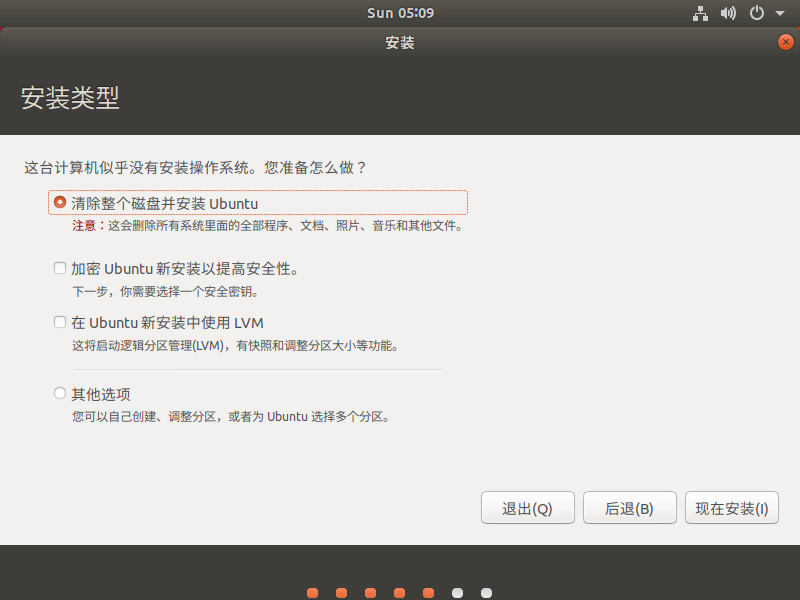 Sun 05:09
安装
安装类型
这台计算机似乎没有安装操作系统。您准备怎么做？
清除整个磁盘并安装 Ubuntu
注意：这会删除所有系统里面的全部程序、文档、照片、音乐和其他文件。
加密 Ubuntu 新安装以提高安全性。
下一步，你需要选择一个安全密钥。
在 Ubuntu 新安装中使用 LVM
这将启动逻辑分区管理(LVM)，有快照和调整分区大小等功能。
其他选项
您可以自己创建、调整分区，或者为 Ubuntu 选择多个分区。
退出(Q)
后退(B)
现在安装(I)